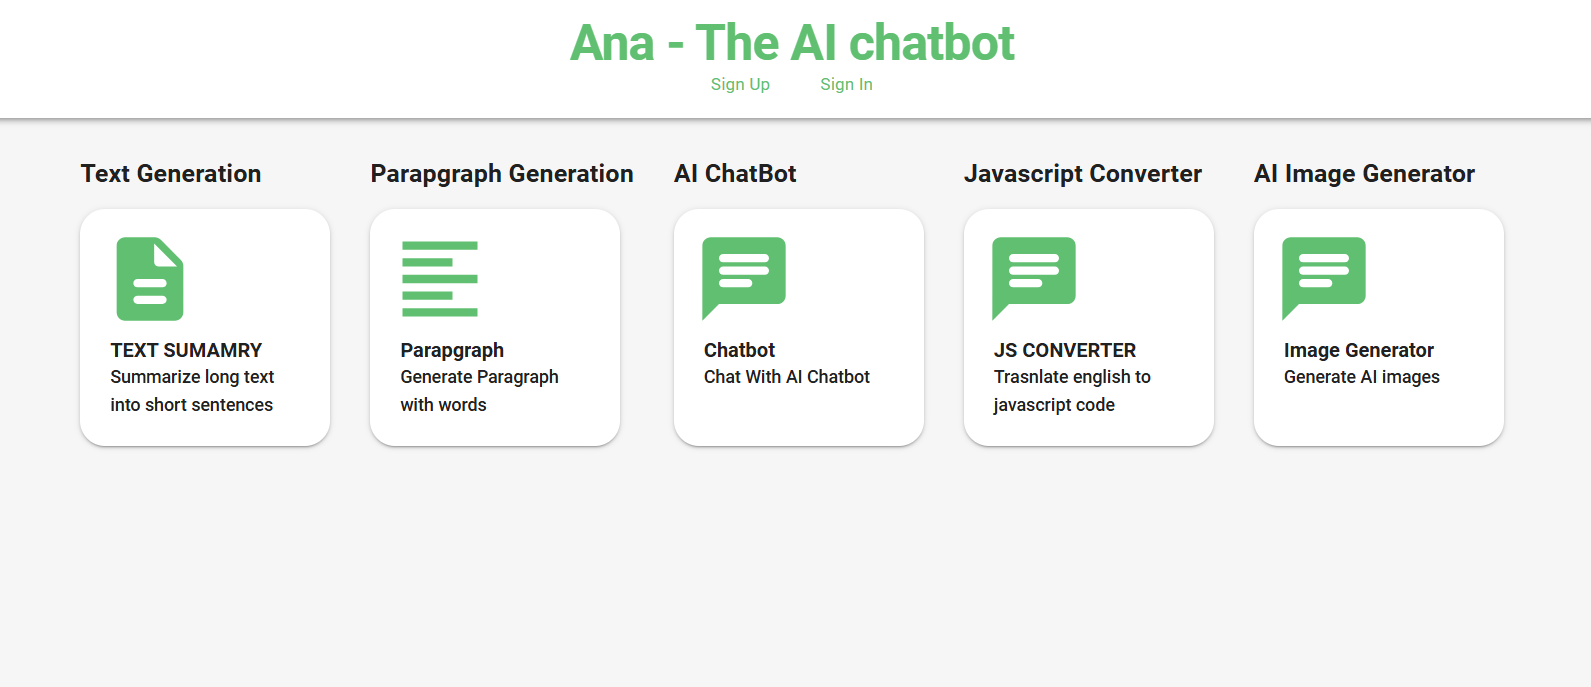 Ana - The AI chatbot
Sign Up Sign In
Text Generation
TEXT SUMAMRY
Summarize long text
into short sentences
Parapgraph Generation
Parapgraph
Generate Paragraph
with words
AI ChatBot
Chatbot
Chat With AI Chatbot
Javascript Converter
JS CONVERTER
Trasnlate english to
javascript code
AI Image Generator
Image Generator
Generate AI images